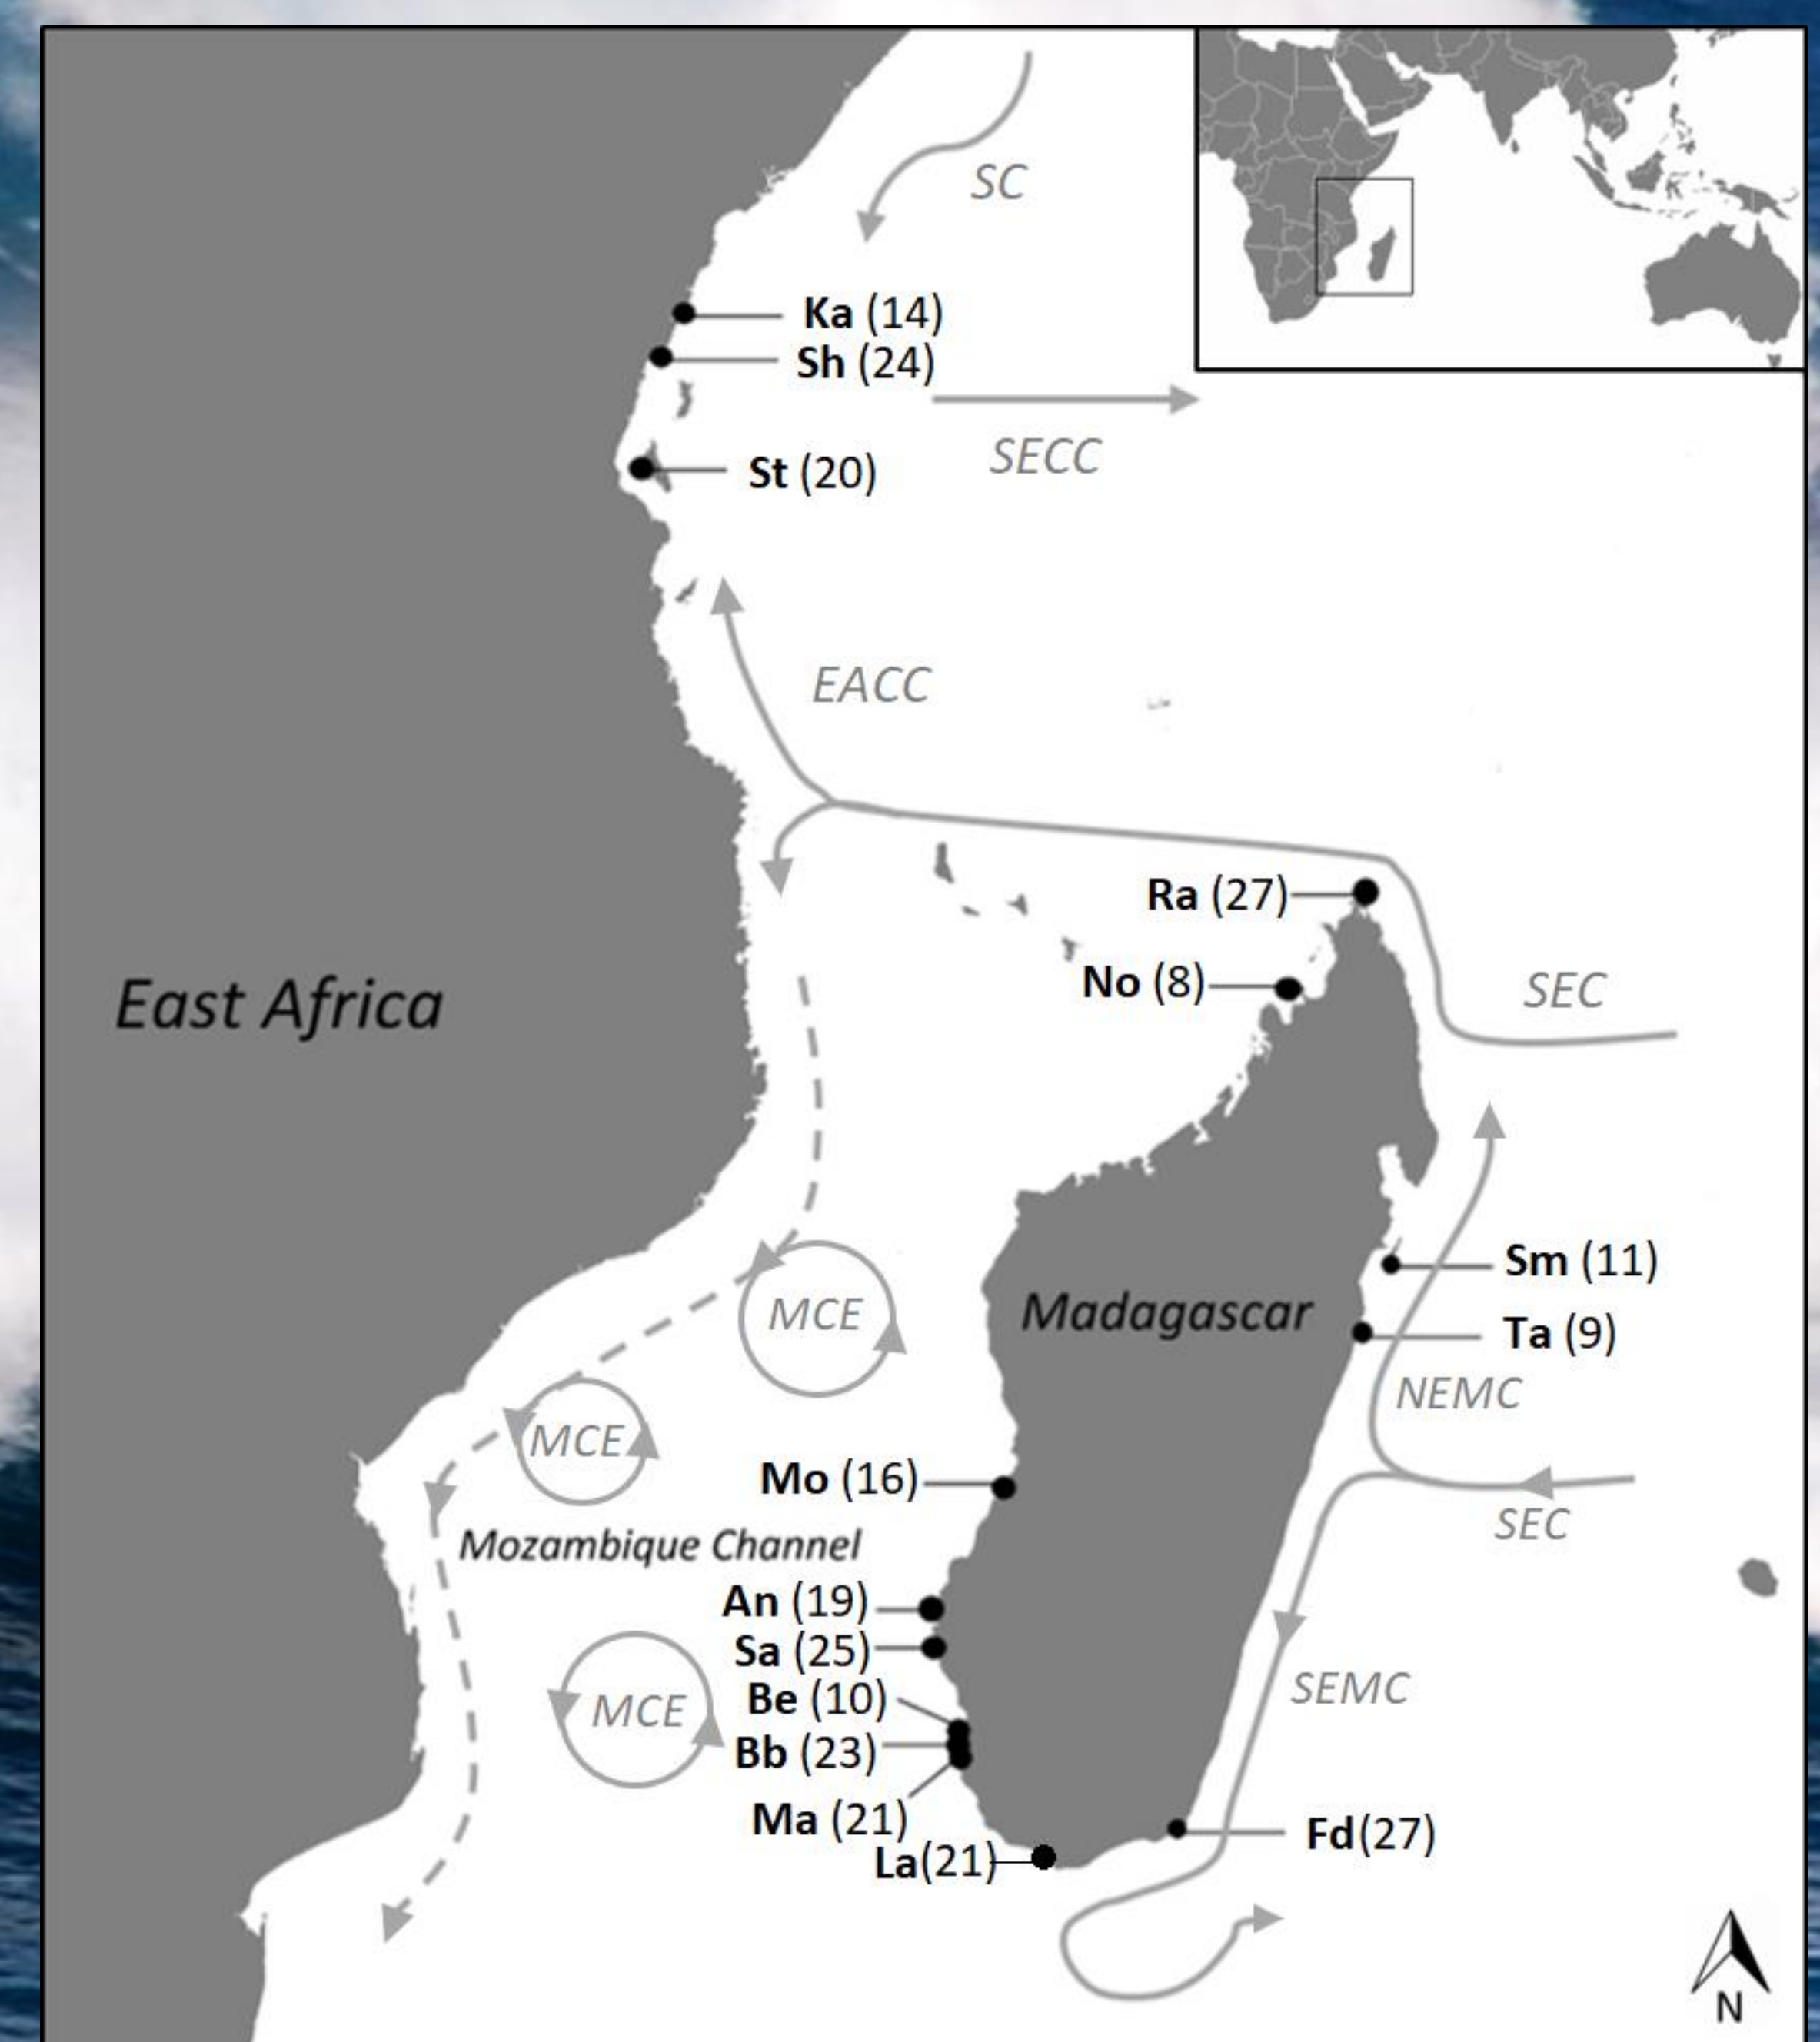 SC
Ka (14)
Sh (24)
SECC
St (20)
EACC
Ra (27)
No (8)
SEC
East Africa
Sm (11)
Madagascar
MCE
Ta (9)
NEMC
MCE
Mo (16)
SEC
Mozambique Channel
An (19)
Sa (25)
SEMC
Be (10)
MCE
Bb (23)
Ma (21)
Fd(27)
La(21)
N